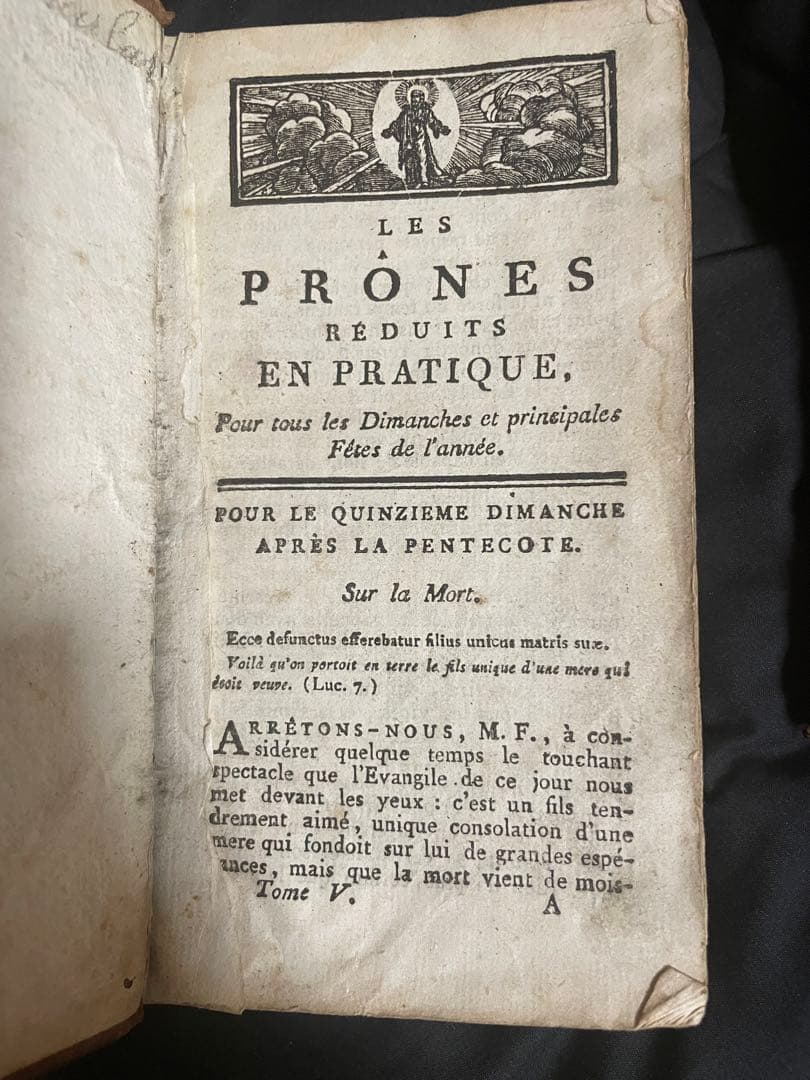 LES
PRÔNES
RÉDUITS
EN PRATIQUE,
Pour tous les Dimanches et principales
Fêtes de l'année.
POUR LE QUINZIEME DIMANCHE
APRÈS LA PENTECOTE.
Sur la Mort.
Ecce defunctus efferebatur filius unicus matris suæ.
Voilà qu'on portoit en terre le fils unique d'une mere qui
étoit veuve. (Luc. 7.)
ARRÊTONS-NOUS, M. F., à con-
sidérer quelque temps le touchant
spectacle que l'Evangile de ce jour nous
met devant les yeux : c'est un fils ten-
drement aimé, unique consolation d'une
mere qui fondoit sur lui de grandes espé-
ances, mais que la mort vient de mois-
Tome V. A